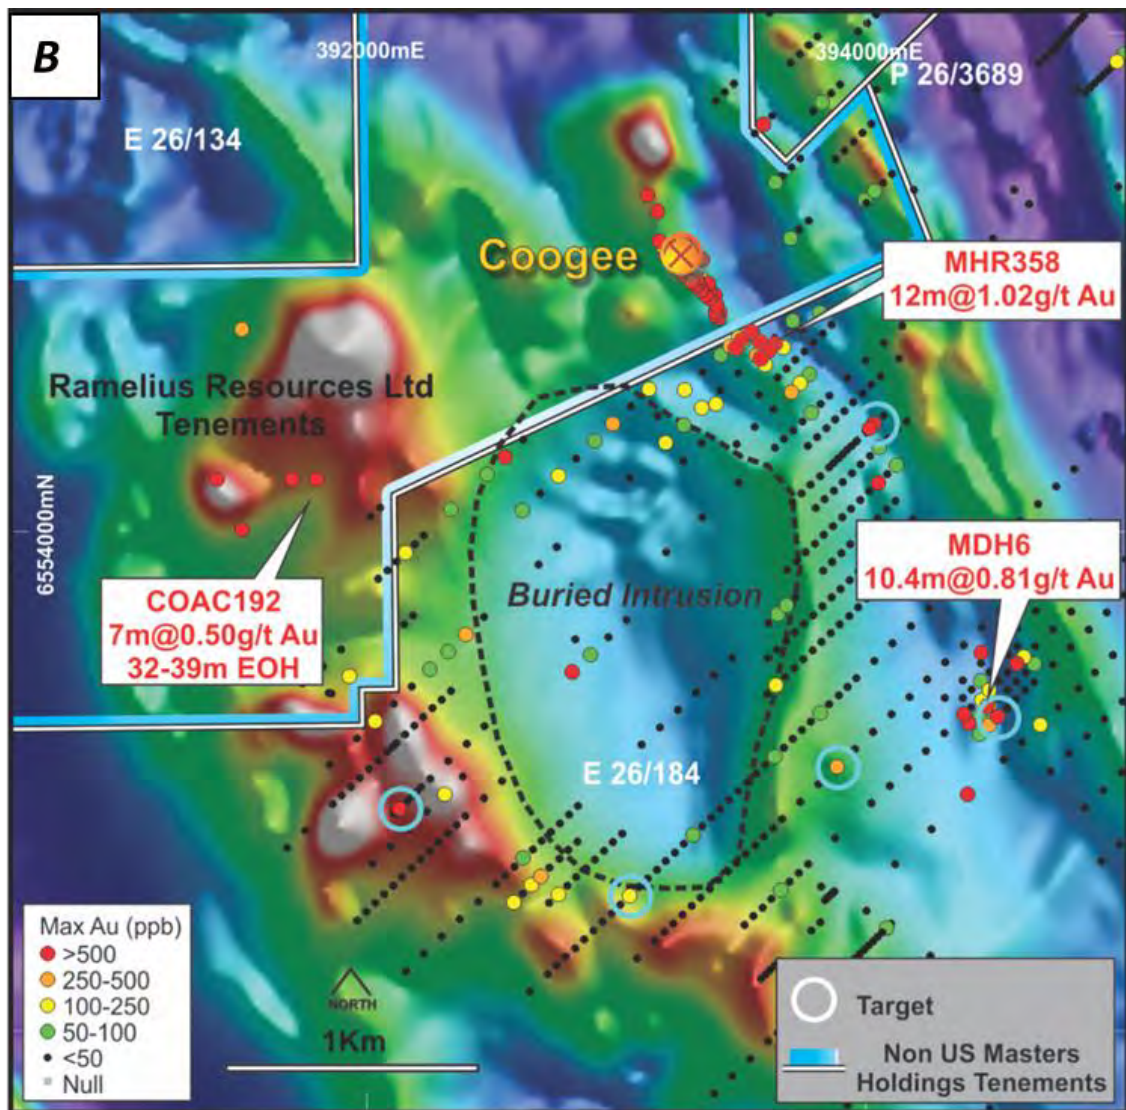 B
392000mE
394000mE
P 26/3689
E 26/134
Coogee
MHR358
12m@1.02g/t Au
Ramelius Resources Ltd
Tenements
6554000mN
MDH6
10.4m@0.81g/t Au
COAC192
7m@0.50g/t Au
32-39m EOH
Buried Intrusion
E 26/184
Max Au (ppb)
>500
250-500
100-250
50-100
<50
Null
NORTH
1Km
Target
Non US Masters
Holdings Tenements